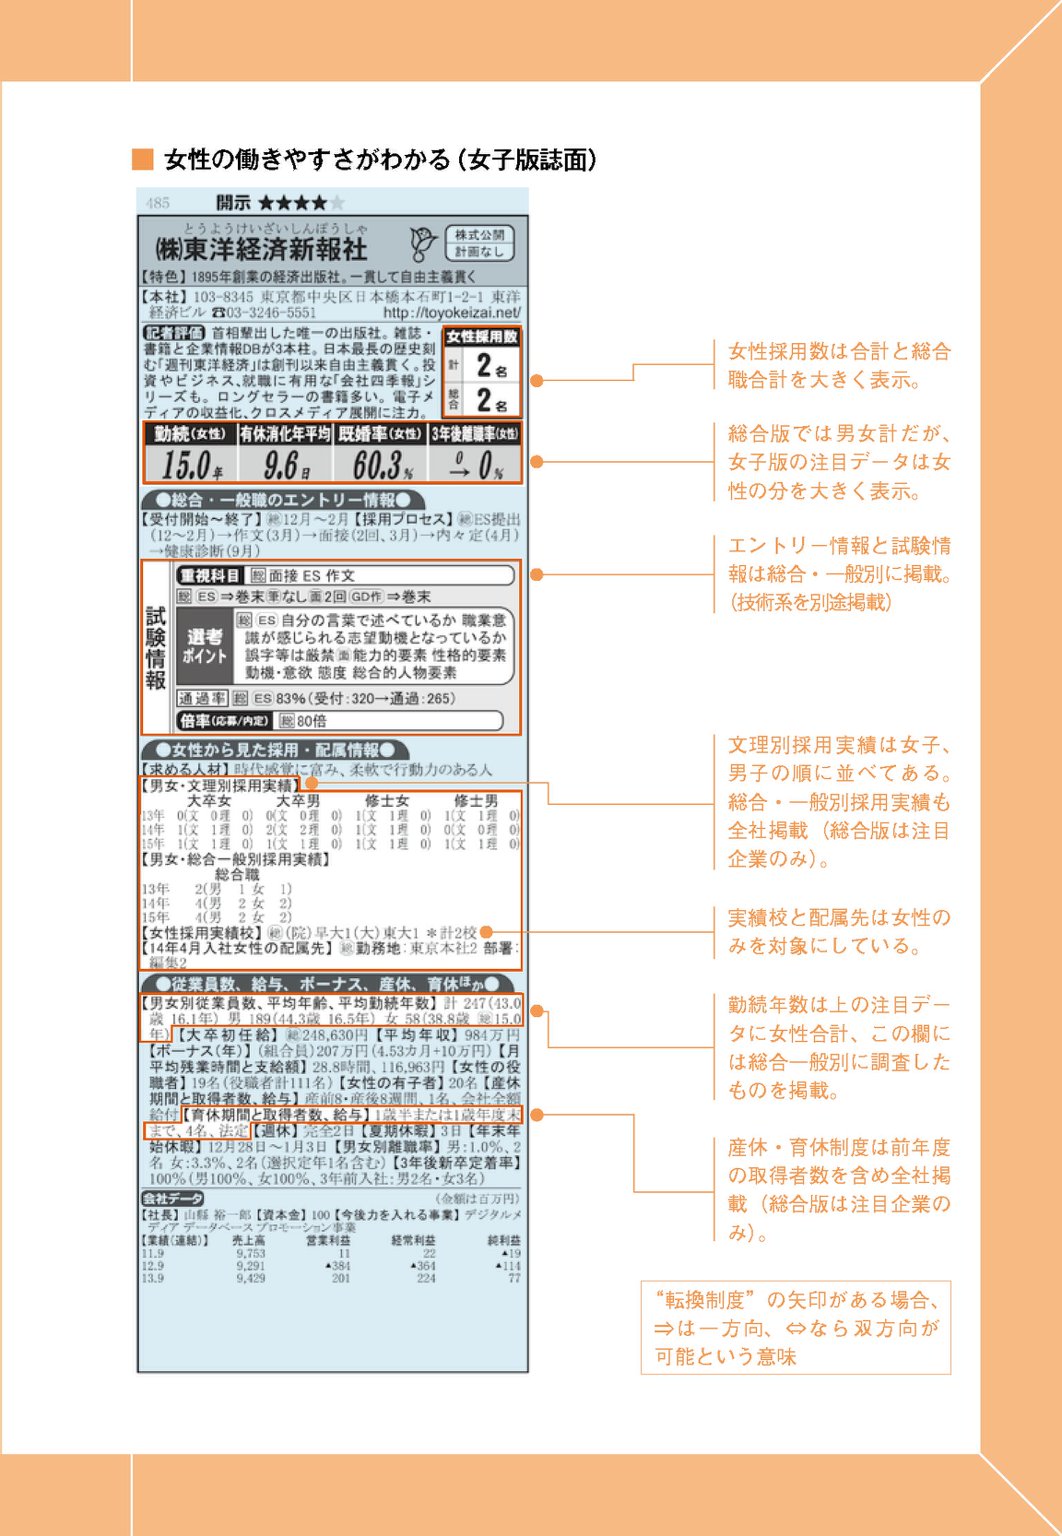 ■ 女性の働きやすさがわかる（女子版誌面）
485 開示 ★★★★★
とうようけいざいしんぽうしゃ
㈱東洋経済新報社
株式公開
計画なし
【特色】1895年創業の経済出版社。一貫して自由主義貫く
【本社】103-8345 東京都中央区日本橋本石町1-2-1 東洋
経済ビル ☎03-3246-5551 http://toyokeizai.net/
記者評価 首相輩出した唯一の出版社。雑誌・
書籍と企業情報DBが3本柱。日本最長の歴史刻
む「週刊東洋経済」は創刊以来自由主義貫く。投
資やビジネス、就職に有用な「会社四季報」シ
リーズも。ロングセラーの書籍多い。電子メ
ディアの収益化、クロスメディア展開に注力。
女性採用数
計 2名
総合 2名
勤続(女性) 有休消化年平均 既婚率(女性) 3年後離職率(女性)
15.0年 9.6日 60.3% 0→0%
●総合・一般職のエントリー情報●
【受付開始～終了】㊱12月～2月【採用プロセス】総ES提出
(12～2月)→作文(3月)→面接(2回、3月)→内々定(4月)
→健康診断(9月)
試験情報
重視科目 総 面接 ES 作文
総 ES ⇒巻末 筆 なし 面 2回 GD作 ⇒巻末
選考
ポイント
総 ES 自分の言葉で述べているか 職業意
識が感じられる志望動機となっているか
誤字等は厳禁 面 能力的要素 性格的要素
動機・意欲 態度 総合的人物要素
通過率 総 ES 83%(受付:320→通過:265)
倍率(応募/内定) 総 80倍
●女性から見た採用・配属情報●
【求める人材】時代感覚に富み、柔軟で行動力のある人
【男女・文理別採用実績】
大卒女 大卒男 修士女 修士男
13年 0(文 0理 0) 0(文 0理 0) 1(文 1理 0) 1(文 1理 0)
14年 1(文 1理 0) 2(文 2理 0) 1(文 1理 0) 0(文 0理 0)
15年 1(文 1理 0) 1(文 1理 0) 1(文 1理 0) 1(文 1理 0)
【男女・総合一般別採用実績】
総合職
13年 2(男 1 女 1)
14年 4(男 2 女 2)
15年 4(男 2 女 2)
【女性採用実績校】総(院)早大1(大)東大1 ＊計2校
【14年4月入社女性の配属先】総勤務地:東京本社2 部署:
編集2
●従業員数、給与、ボーナス、産休、育休ほか●
【男女別従業員数、平均年齢、平均勤続年数】計 247(43.0
歳 16.1年) 男 189(44.3歳 16.5年) 女 58(38.8歳 総15.0
年)【大卒初任給】総248,630円【平均年収】984万円
【ボーナス(年)】(組合員)207万円(4.53カ月+10万円)【月
平均残業時間と支給額】28.8時間、116,963円【女性の役
職者】19名(役職者計111名)【女性の有子者】20名【産休
期間と取得者数、給与】産前8・産後8週間、1名、会社全額
給付【育休期間と取得者数、給与】1歳半または1歳年度末
まで、4名、法定【週休】完全2日【夏期休暇】3日【年末年
始休暇】12月28日～1月3日【男女別離職率】男:1.0%、2
名 女:3.3%、2名(選択定年1名含む)【3年後新卒定着率】
100%(男100%、女100%、3年前入社:男2名・女3名)
会社データ (金額は百万円)
【社長】山縣 裕一郎【資本金】100【今後力を入れる事業】デジタルメ
ディア データベース プロモーション事業
【業績(連結)】 売上高 営業利益 経常利益 純利益
11.9 9,753 11 22 ▲19
12.9 9,291 ▲384 ▲364 ▲114
13.9 9,429 201 224 77
女性採用数は合計と総合
職合計を大きく表示。
総合版では男女計だが、
女子版の注目データは女
性の分を大きく表示。
エントリー情報と試験情
報は総合・一般別に掲載。
（技術系を別途掲載）
文理別採用実績は女子、
男子の順に並べてある。
総合・一般別採用実績も
全社掲載（総合版は注目
企業のみ）。
実績校と配属先は女性の
みを対象にしている。
勤続年数は上の注目デー
タに女性合計、この欄に
は総合一般別に調査した
ものを掲載。
産休・育休制度は前年度
の取得者数を含め全社掲
載（総合版は注目企業の
み）。
“転換制度”の矢印がある場合、
⇒は一方向、⇔なら双方向が
可能という意味